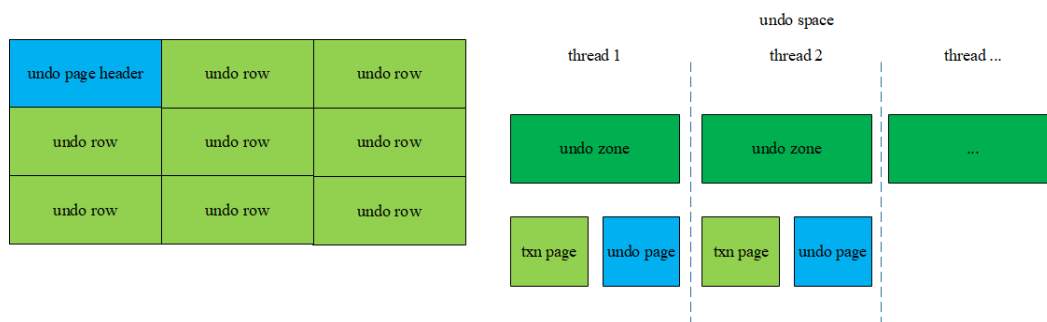 undo page header
undo row
undo row
undo row
undo row
undo row
undo row
undo row
undo row
undo space
thread 1
thread 2
thread ...
undo zone
undo zone
...
txn page
undo page
txn page
undo page